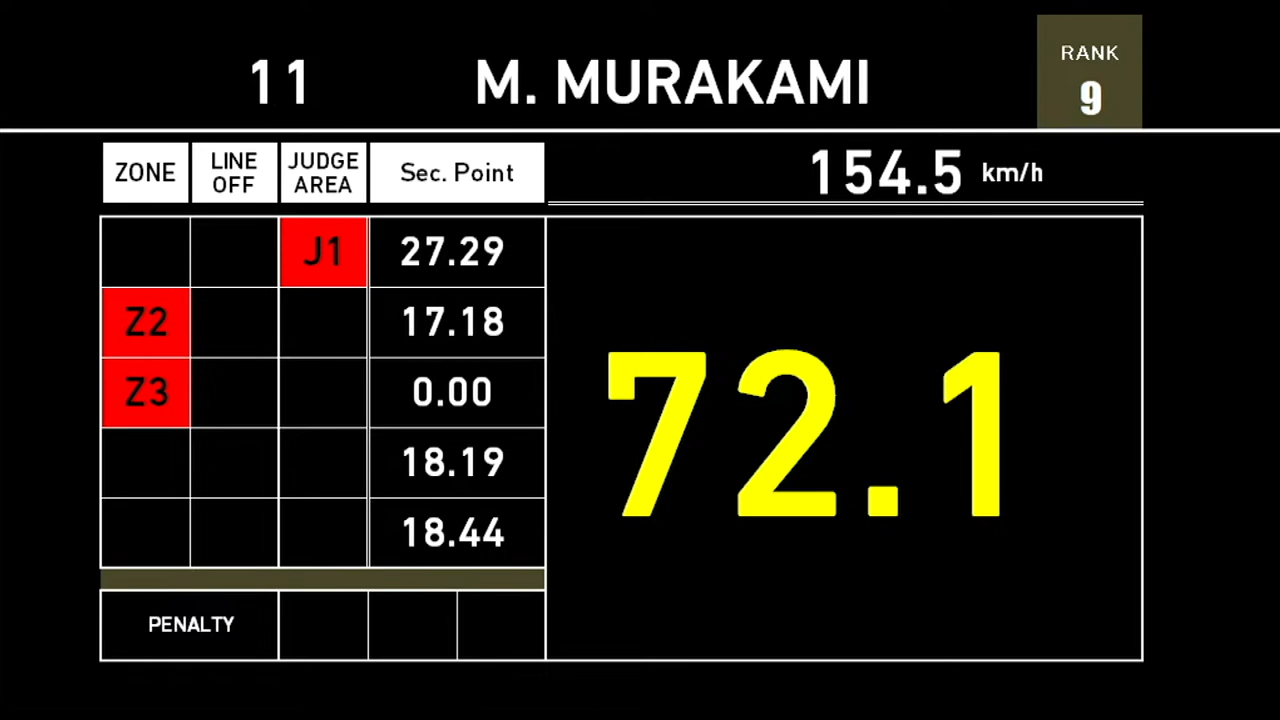 11 M. MURAKAMI
RANK
9
ZONE
LINE OFF
JUDGE AREA
Sec. Point
154.5 km/h
J1 27.29
Z2 17.18
Z3 0.00
18.19
18.44
72.1
PENALTY